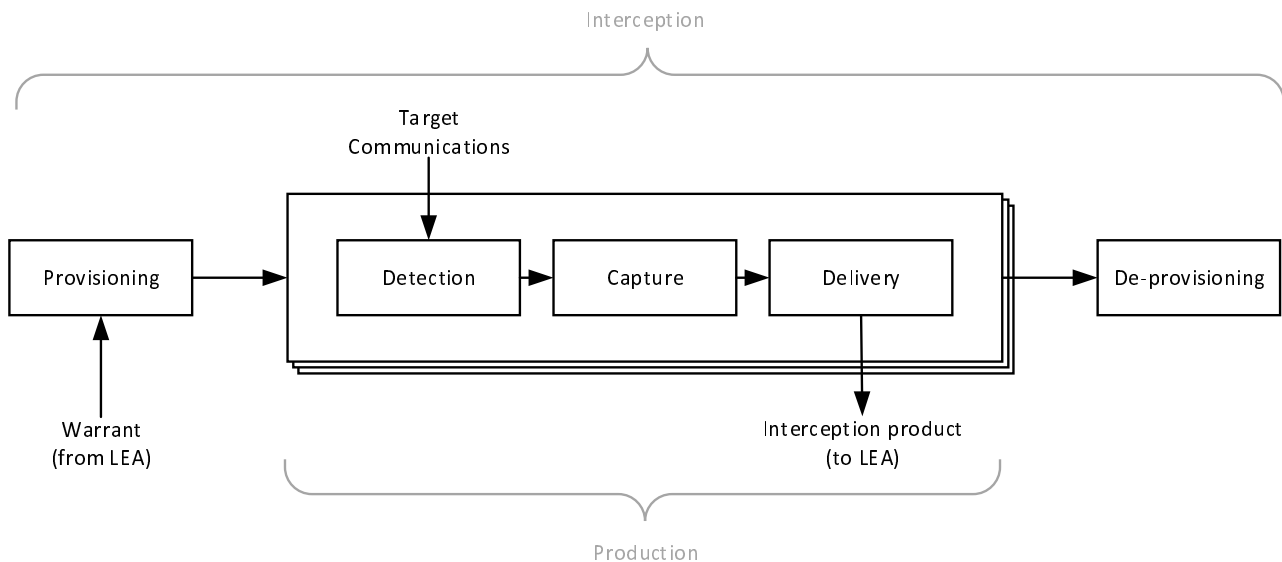 Interception
Target
Communications
Provisioning
Detection
Capture
Delivery
De-provisioning
Warrant
(from LEA)
Interception product
(to LEA)
Production